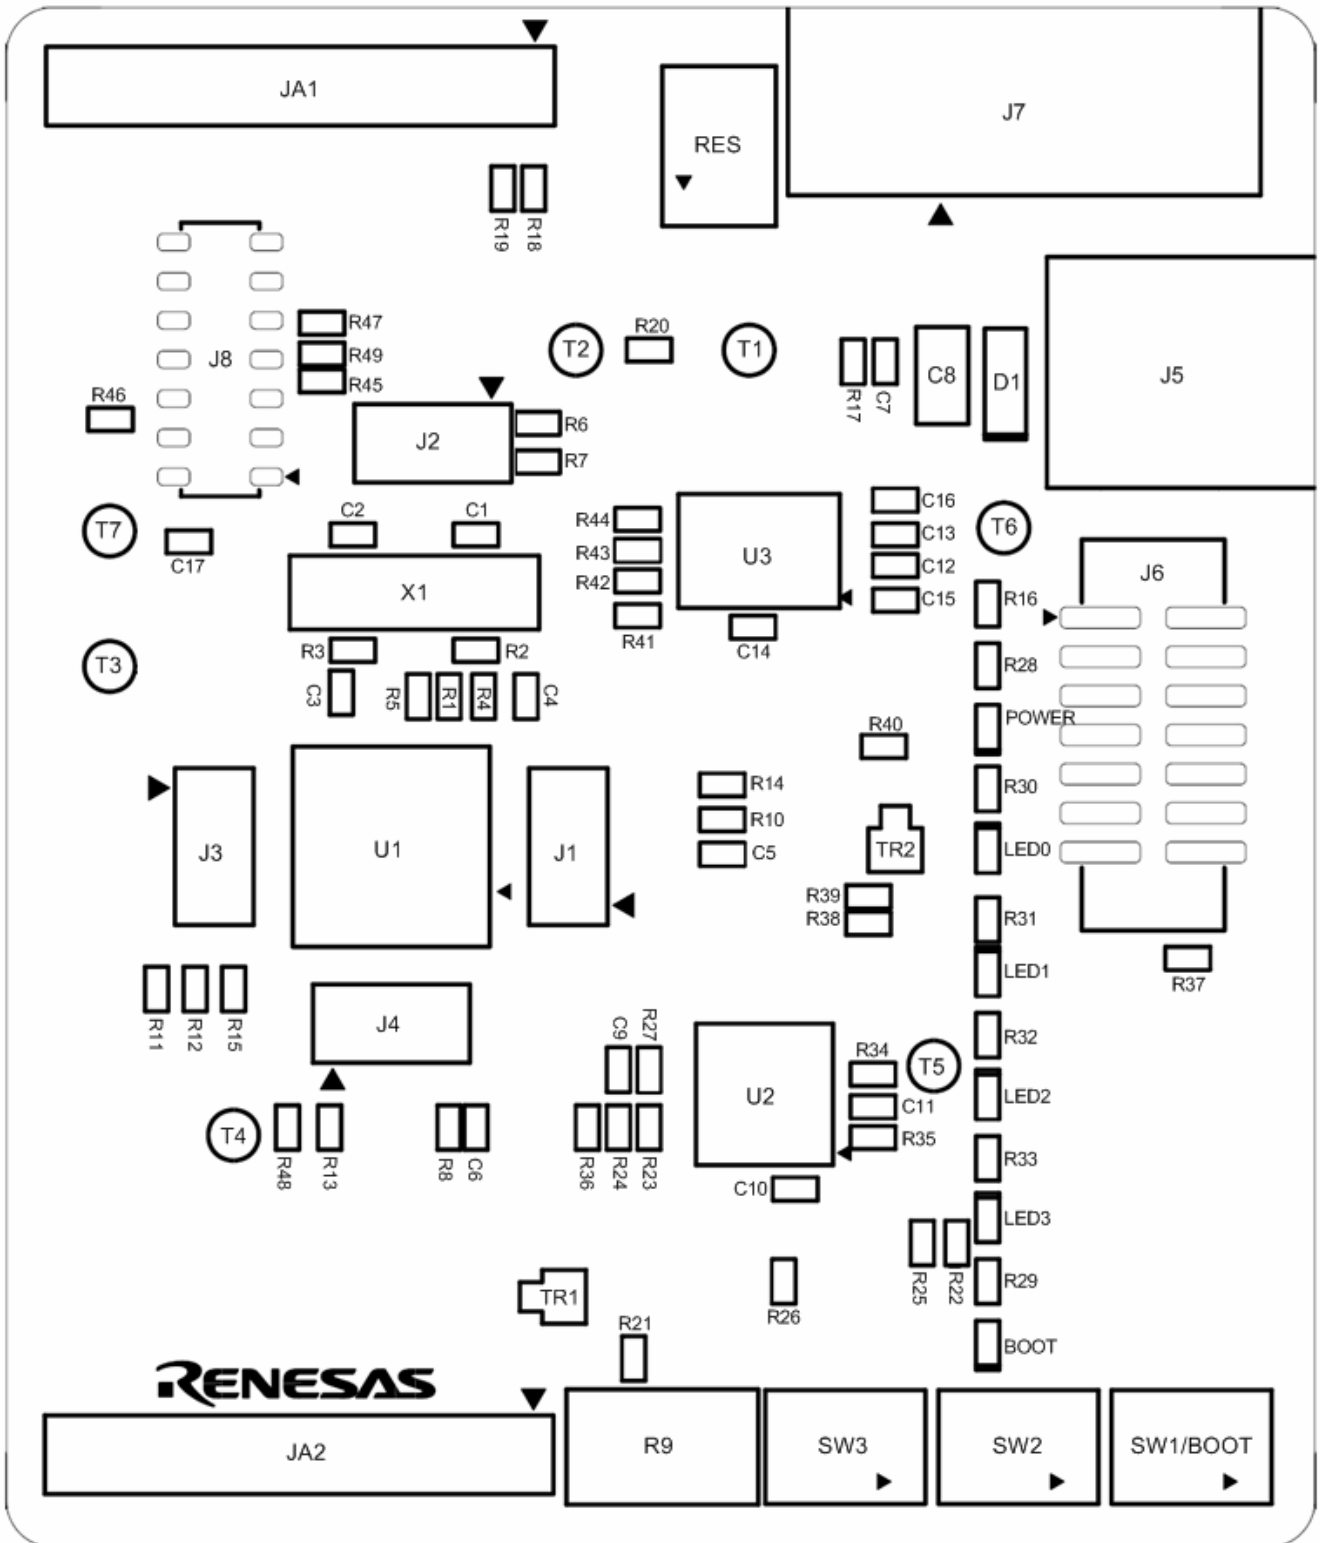 JA1
J7
RES
R19
R18
R47
R20
J8
R49
T2
T1
R45
R46
R17
C7
C8
D1
J5
J2
R6
R7
C16
T7
C17
C2
C1
R44
R43
R42
R41
U3
C13
C12
C15
T6
J6
X1
C14
R16
T3
R3
R2
C3
R5
R1
R4
C4
R28
POWER
R40
R14
R10
C5
R30
J3
U1
J1
TR2
LED0
R39
R38
R31
LED1
R37
R11
R12
R15
J4
C9
R27
U2
R34
T5
R32
C11
LED2
R35
T4
R48
R13
R8
C6
R36
R24
R23
C10
R33
LED3
R25
R22
TR1
R26
R29
R21
BOOT
RENESAS
JA2
R9
SW3
SW2
SW1/BOOT